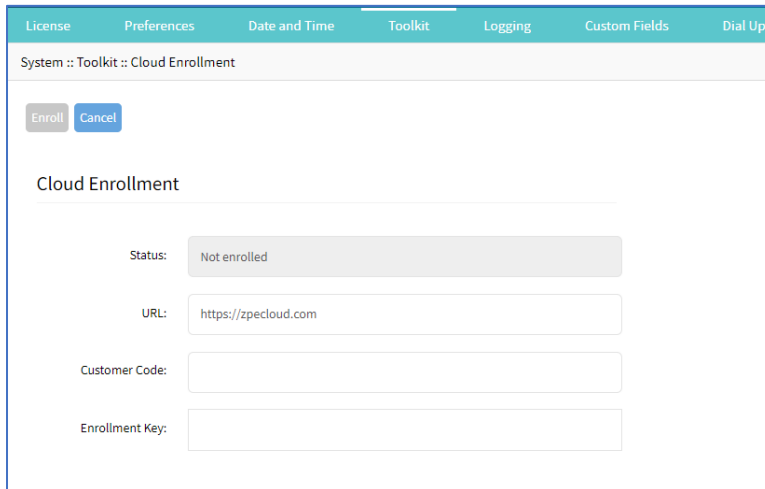 License Preferences Date and Time Toolkit Logging Custom Fields Dial Up
System :: Toolkit :: Cloud Enrollment
Enroll Cancel
Cloud Enrollment
Status: Not enrolled
URL: https://zpecloud.com
Customer Code:
Enrollment Key: